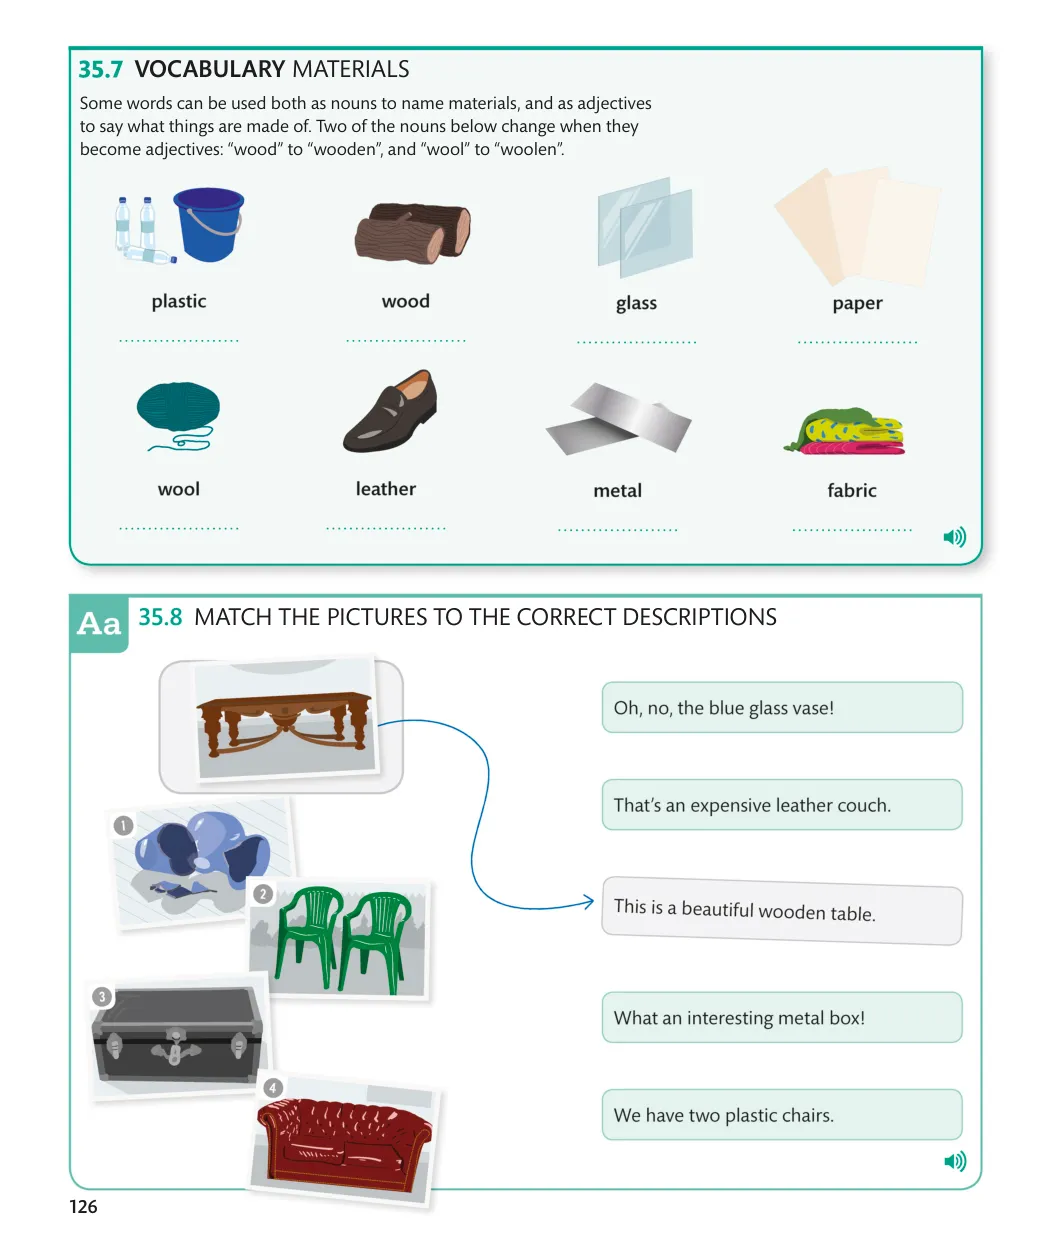 35.7 VOCABULARY MATERIALS
Some words can be used both as nouns to name materials, and as adjectives
to say what things are made of. Two of the nouns below change when they
become adjectives: “wood” to “wooden”, and “wool” to “woolen”.
plastic
wood
glass
paper
wool
leather
metal
fabric
Aa
35.8 MATCH THE PICTURES TO THE CORRECT DESCRIPTIONS
1
2
3
4
Oh, no, the blue glass vase!
That’s an expensive leather couch.
This is a beautiful wooden table.
What an interesting metal box!
We have two plastic chairs.
126